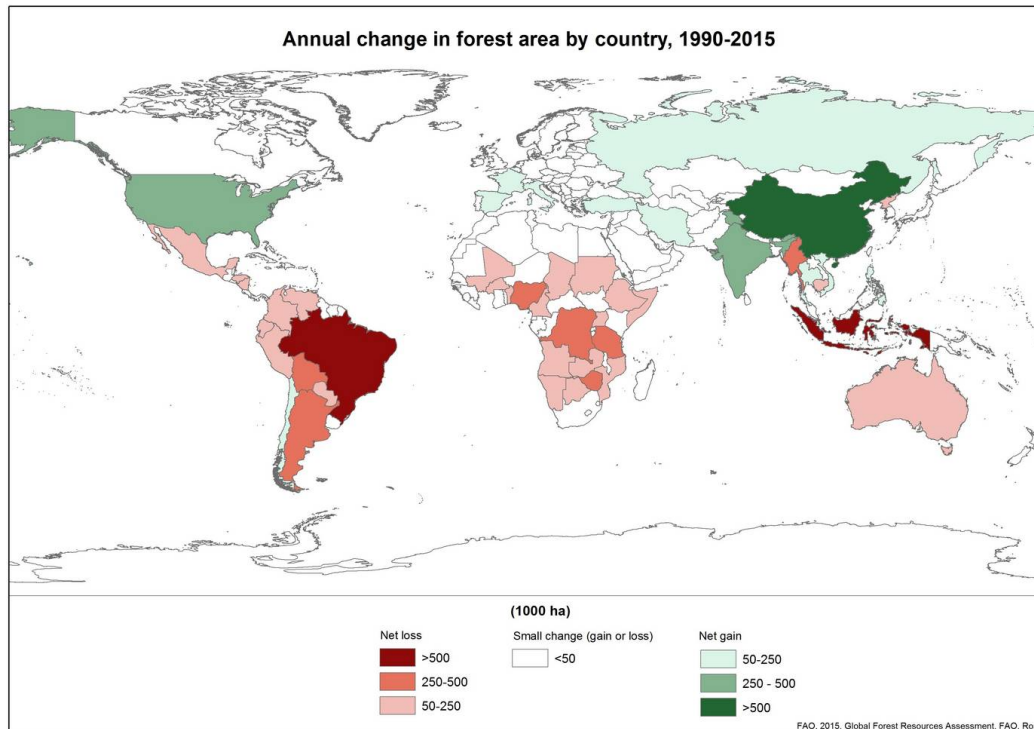 Annual change in forest area by country, 1990-2015
(1000 ha)
Net loss
>500
250-500
50-250
Small change (gain or loss)
<50
Net gain
50-250
250 - 500
>500
FAO. 2015. Global Forest Resources Assessment. FAO, Ro